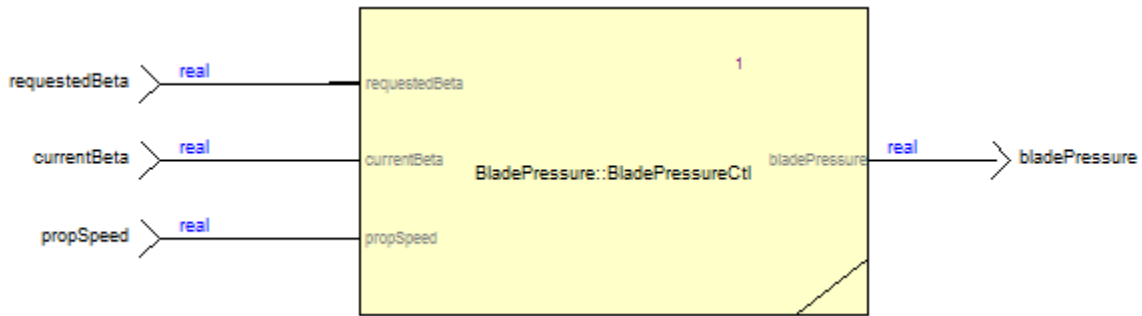 1
requestedBeta
real
requestedBeta
currentBeta
real
currentBeta
BladePressure::BladePressureCtl
bladePressure
real
bladePressure
propSpeed
real
propSpeed